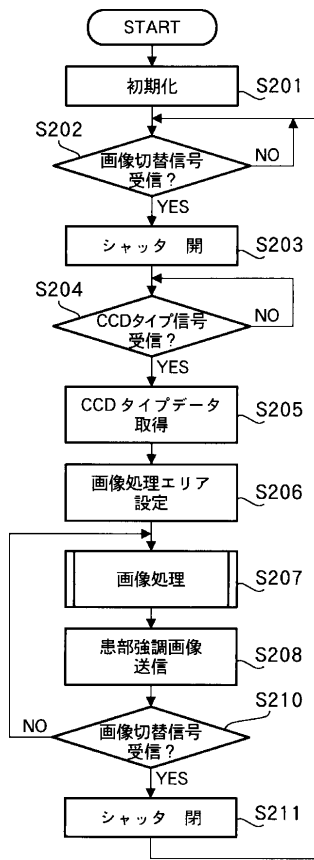 START
初期化
S201
S202
画像切替信号
受信？
NO
YES
シャッタ 開
S203
S204
CCDタイプ信号
受信？
NO
YES
CCDタイプデータ
取得
S205
画像処理エリア
設定
S206
画像処理
S207
患部強調画像
送信
S208
S210
NO
画像切替信号
受信？
YES
シャッタ 閉
S211